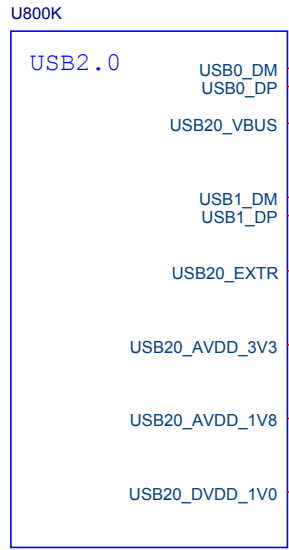 U800K
USB2.0
USB0_DM
USB0_DP
USB20_VBUS
USB1_DM
USB1_DP
USB20_EXTR
USB20_AVDD_3V3
USB20_AVDD_1V8
USB20_DVDD_1V0